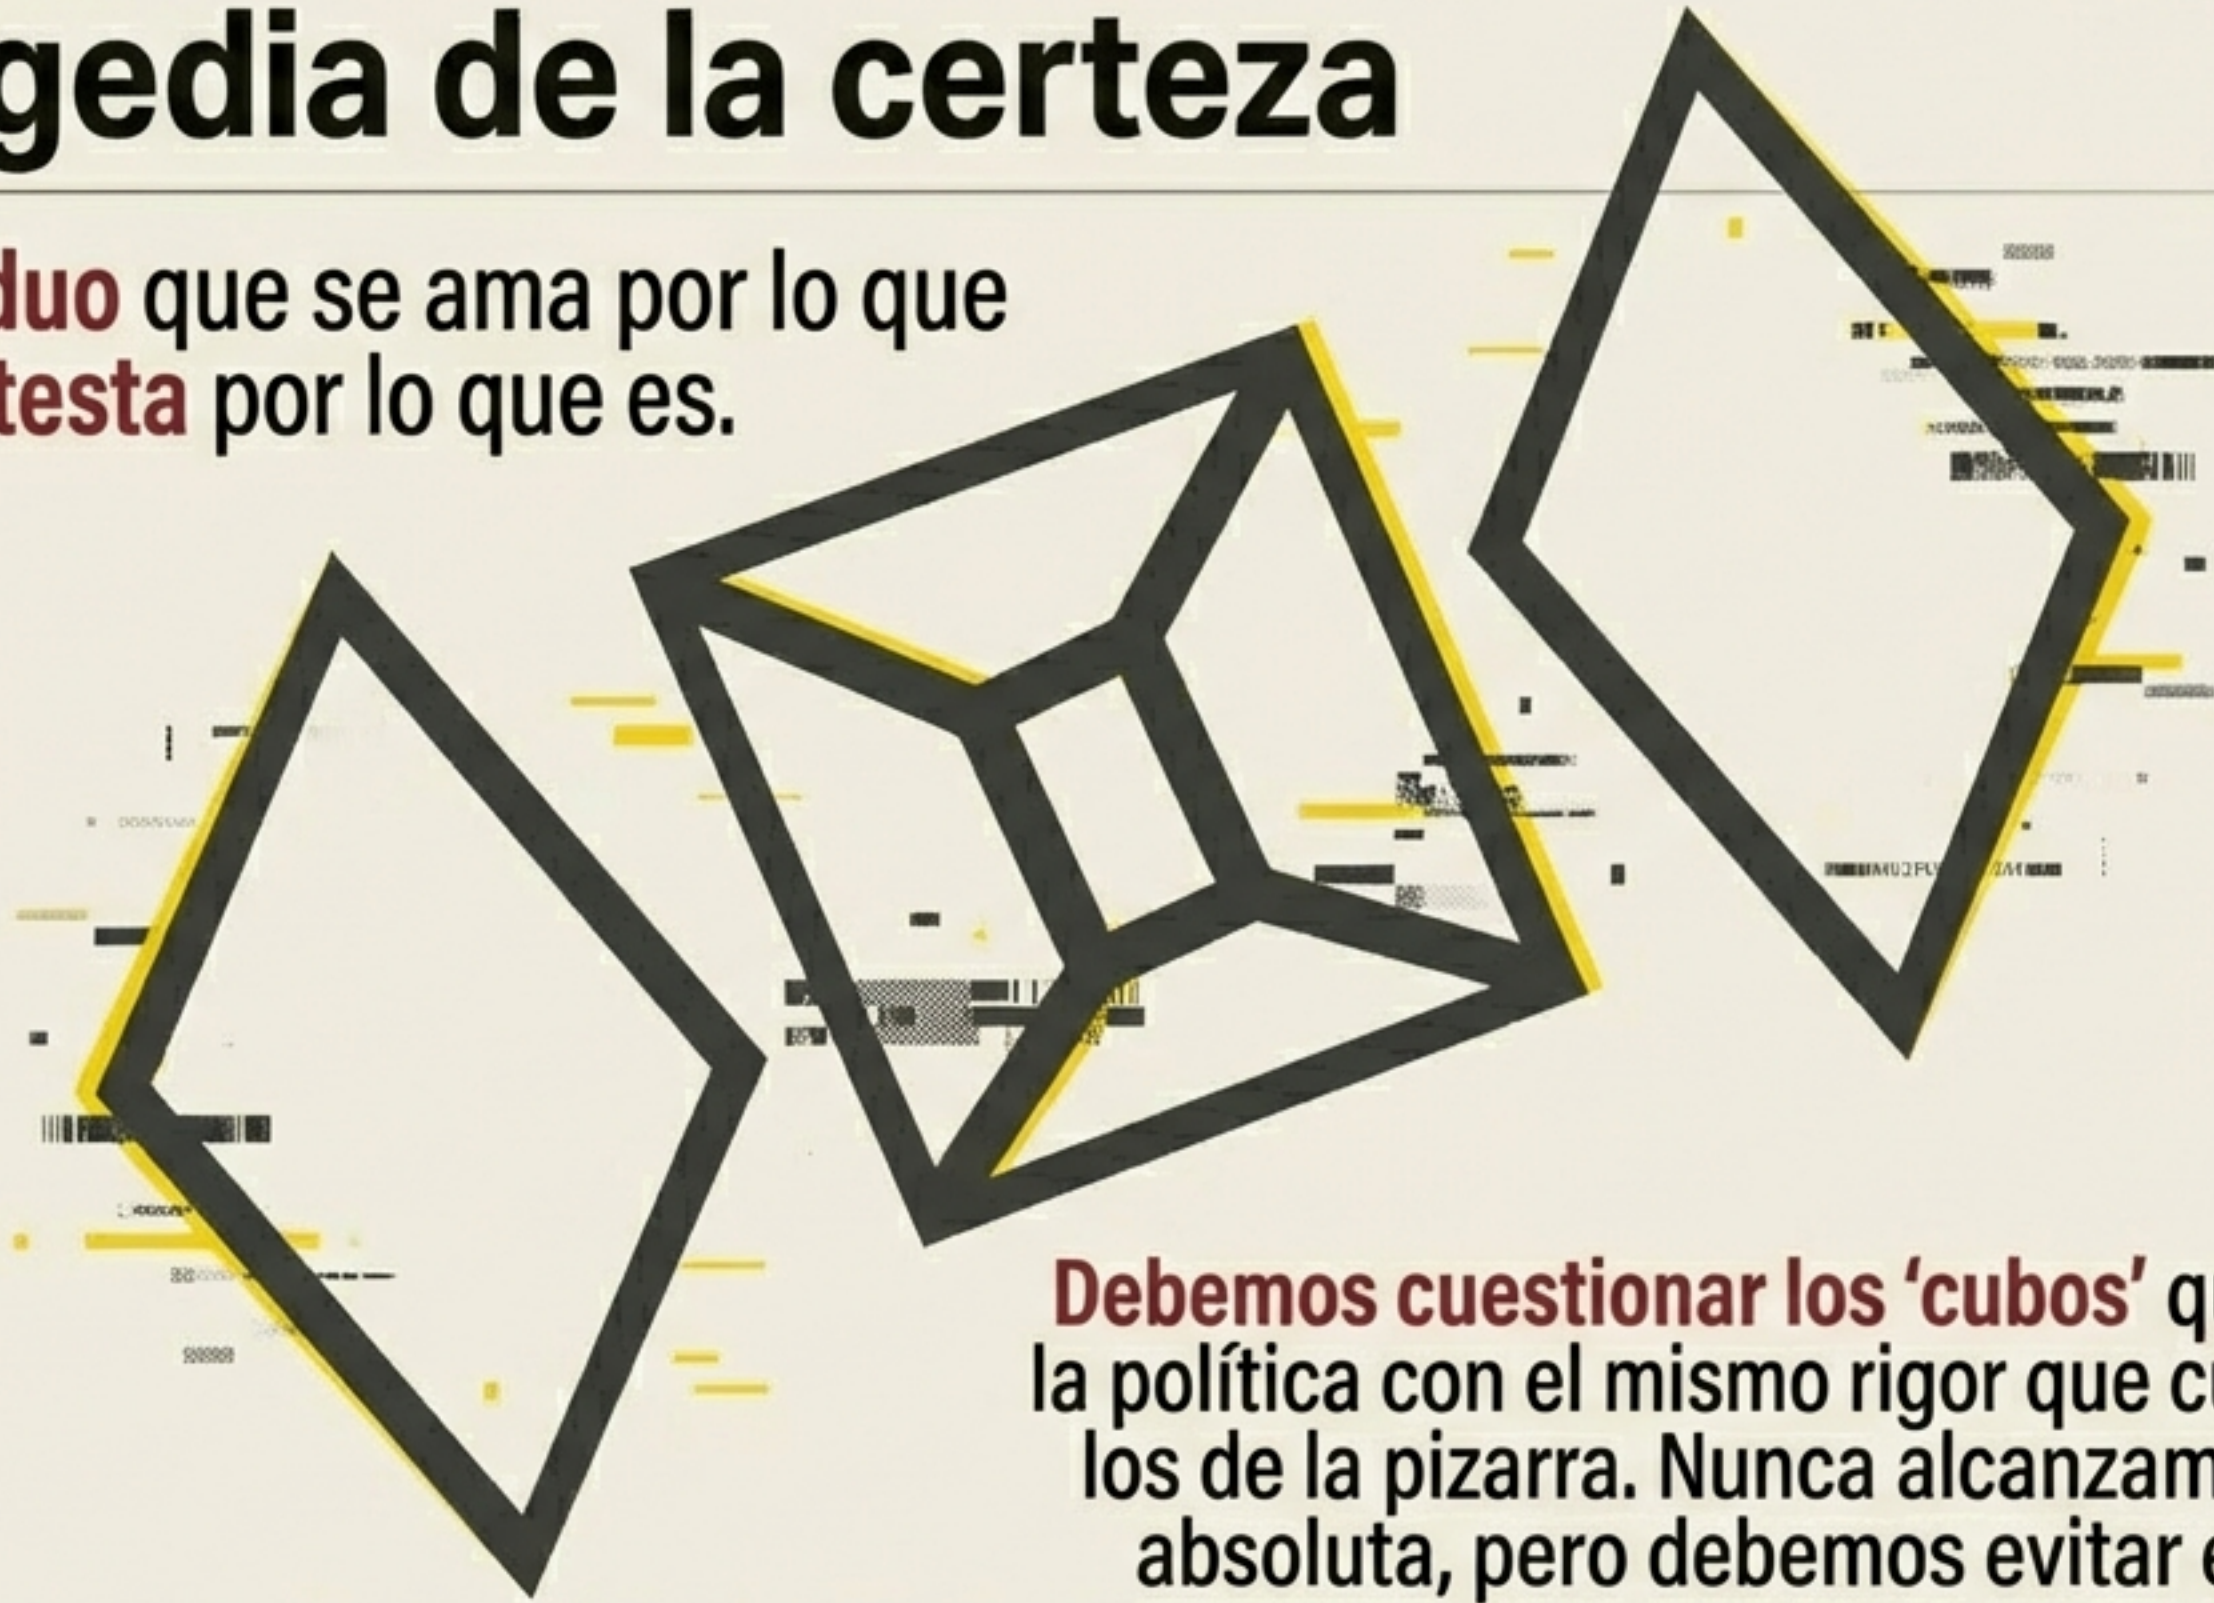 gedia de la certeza
duo que se ama por lo que
testa por lo que es.
Debemos cuestionar los ‘cubos’ q
la política con el mismo rigor que c
los de la pizarra. Nunca alcanzam
absoluta, pero debemos evitar e